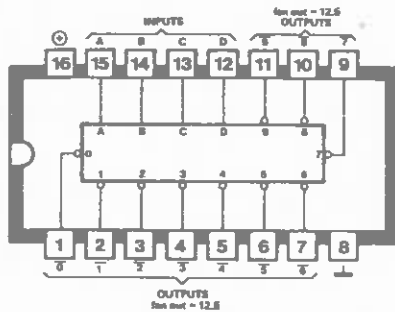 fan out = 12.5
INPUTS OUTPUTS
A B C D 9 8 7
16 15 14 13 12 11 10 9
A B C D 9 8
0 7
1 2 3 4 5 6
1 2 3 4 5 6 7 8
0 1 2 3 4 5 6
OUTPUTS
fan out = 12.5